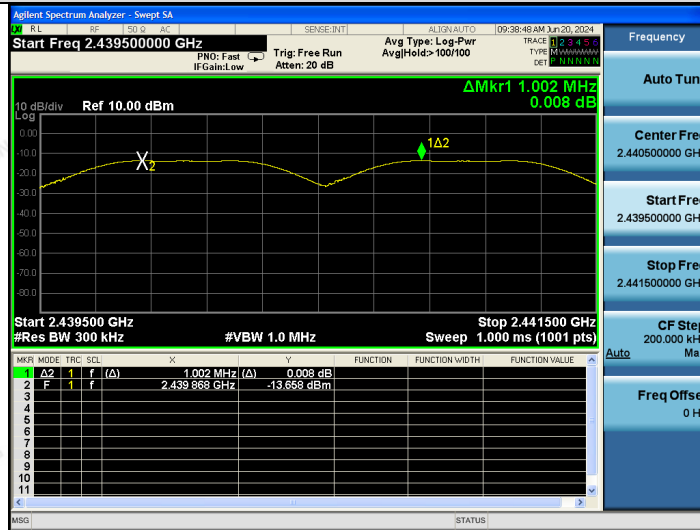 Agilent Spectrum Analyzer - Swept SA
LXI RL RF 50 Ω AC SENSE:INT ALIGN AUTO 09:38:48 AM Jun 20, 2024
Start Freq 2.439500000 GHz
PNO: Fast
IFGain:Low
Trig: Free Run
Atten: 20 dB
Avg Type: Log-Pwr
Avg|Hold:>100/100
TRACE 1 2 3 4 5 6
TYPE MWWWWW
DET P N N N N N
ΔMkr1 1.002 MHz
0.008 dB
10 dB/div Ref 10.00 dBm
Log
0.00
-10.0
-20.0
-30.0
-40.0
-50.0
-60.0
-70.0
-80.0
X2
1Δ2
Start 2.439500 GHz
Stop 2.441500 GHz
#Res BW 300 kHz #VBW 1.0 MHz Sweep 1.000 ms (1001 pts)
MKR MODE TRC SCL X Y FUNCTION FUNCTION WIDTH FUNCTION VALUE
1 Δ2 1 f (Δ) 1.002 MHz (Δ) 0.008 dB
2 F 1 f 2.439 868 GHz -13.658 dBm
3
4
5
6
7
8
9
10
11
MSG STATUS
Frequency
Auto Tun
Center Fre
2.440500000 GH
Start Fre
2.439500000 GH
Stop Fre
2.441500000 GH
CF Ste
200.000 kH
Auto Ma
Freq Offse
0 H